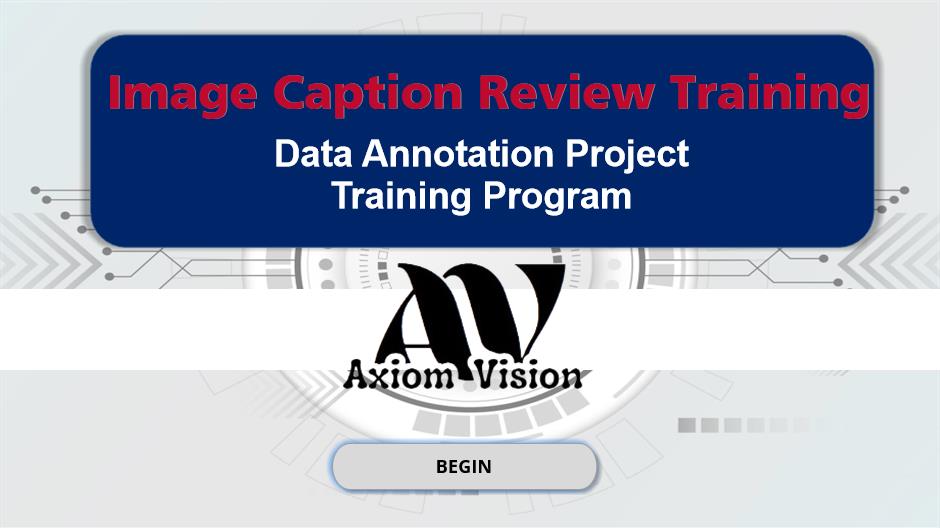 Image Caption Review Training
Data Annotation Project
Training Program
AV
Axiom Vision
BEGIN